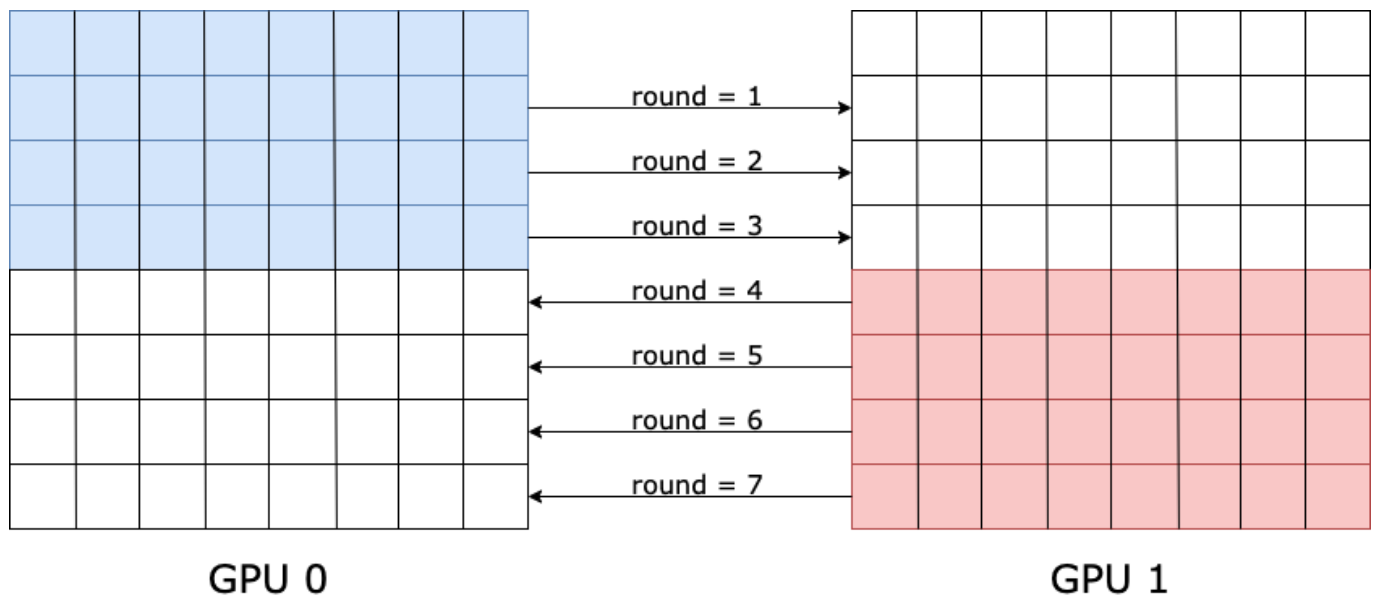 round = 1
round = 2
round = 3
round = 4
round = 5
round = 6
round = 7
GPU 0
GPU 1